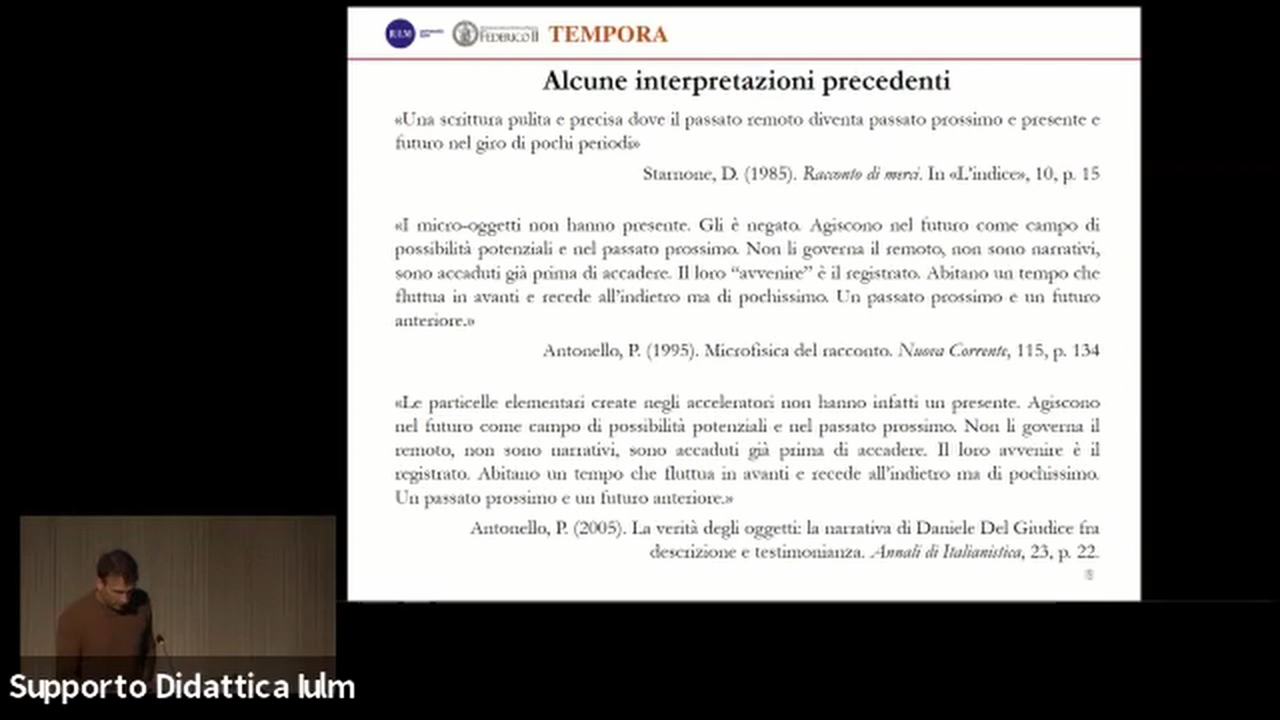 IULM FEDERICO II TEMPORA
Alcune interpretazioni precedenti
«Una scrittura pulita e precisa dove il passato remoto diventa passato prossimo e presente e
futuro nel giro di pochi periodi»
Starnone, D. (1985). Racconto di merci. In «L'indice», 10, p. 15
«I micro-oggetti non hanno presente. Gli è negato. Agiscono nel futuro come campo di
possibilità potenziali e nel passato prossimo. Non li governa il remoto, non sono narrativi,
sono accaduti già prima di accadere. Il loro “avvenire” è il registrato. Abitano un tempo che
fluttua in avanti e recede all'indietro ma di pochissimo. Un passato prossimo e un futuro
anteriore.»
Antonello, P. (1995). Microfisica del racconto. Nuova Corrente, 115, p. 134
«Le particelle elementari create negli acceleratori non hanno infatti un presente. Agiscono
nel futuro come campo di possibilità potenziali e nel passato prossimo. Non li governa il
remoto, non sono narrativi, sono accaduti già prima di accadere. Il loro avvenire è il
registrato. Abitano un tempo che fluttua in avanti e recede all'indietro ma di pochissimo.
Un passato prossimo e un futuro anteriore.»
Antonello, P. (2005). La verità degli oggetti: la narrativa di Daniele Del Giudice fra
descrizione e testimonianza. Annali di Italianistica, 23, p. 22.
Supporto Didattica Iulm